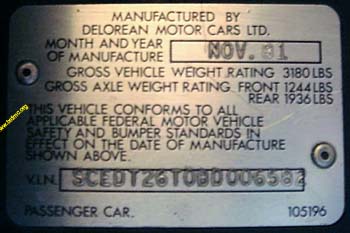 MANUFACTURED BY
DELOREAN MOTOR CARS LTD.
MONTH AND YEAR
OF MANUFACTURE NOV. 81
GROSS VEHICLE WEIGHT RATING 3180 LBS
GROSS AXLE WEIGHT RATING FRONT 1244 LBS
REAR 1936 LBS
THIS VEHICLE CONFORMS TO ALL
APPLICABLE FEDERAL MOTOR VEHICLE
SAFETY AND BUMPER STANDARDS IN
EFFECT ON THE DATE OF MANUFACTURE
SHOWN ABOVE.
V.I.N. SCEDT26T0BD006582
PASSENGER CAR. 105196